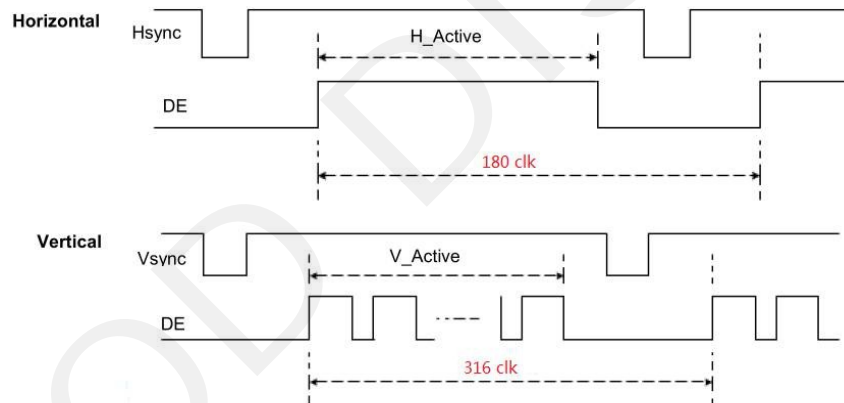 Horizontal
Hsync
H_Active
DE
180 clk
Vertical
Vsync
V_Active
DE
316 clk